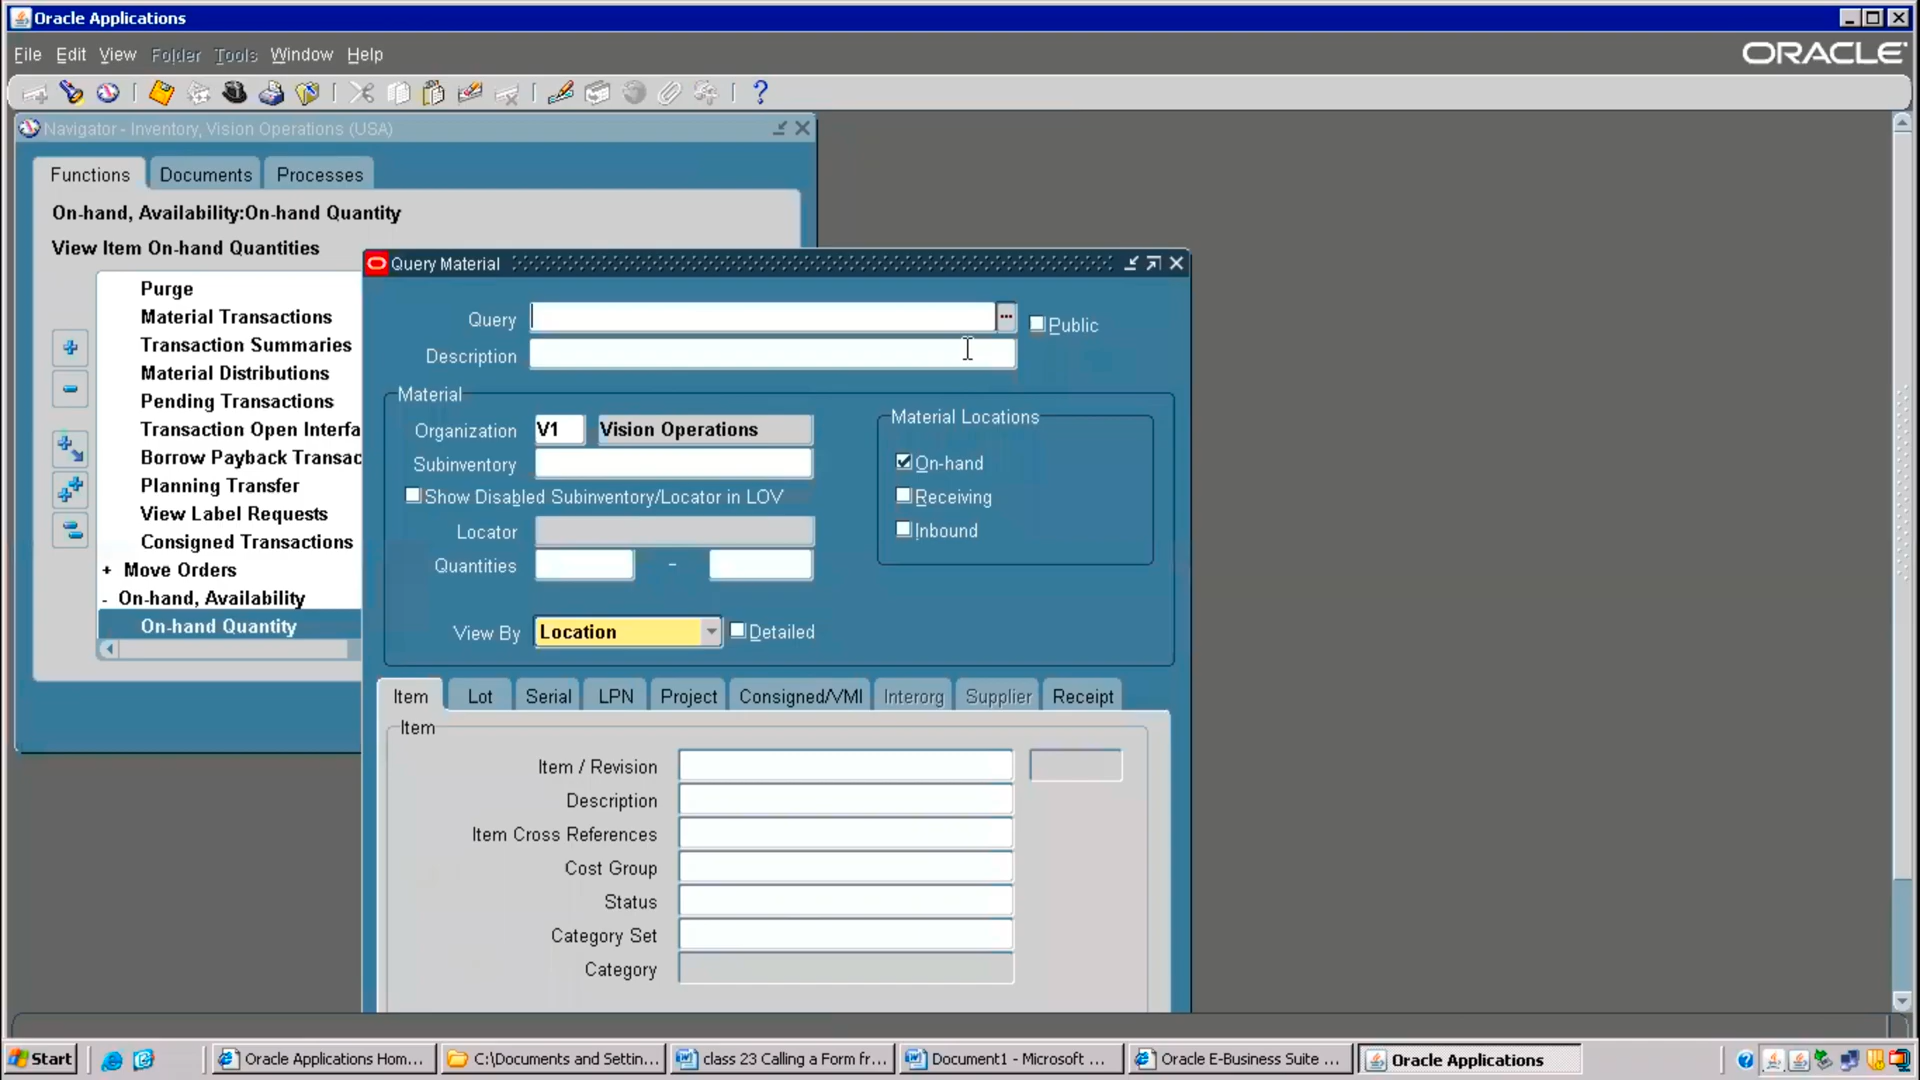 Oracle Applications
File Edit View Folder Tools Window Help
ORACLE
Navigator - Inventory, Vision Operations (USA)
Functions Documents Processes
On-hand, Availability:On-hand Quantity
View Item On-hand Quantities
Purge
Material Transactions
Transaction Summaries
Material Distributions
Pending Transactions
Transaction Open Interfa
Borrow Payback Transac
Planning Transfer
View Label Requests
Consigned Transactions
+ Move Orders
- On-hand, Availability
On-hand Quantity
Query Material
Query
Public
Description
Material
Organization V1 Vision Operations
Subinventory
Show Disabled Subinventory/Locator in LOV
Locator
Quantities -
View By Location Detailed
Material Locations
On-hand
Receiving
Inbound
Item Lot Serial LPN Project Consigned/VMI Interorg Supplier Receipt
Item
Item / Revision
Description
Item Cross References
Cost Group
Status
Category Set
Category
Start Oracle Applications Hom... C:\Documents and Settin... class 23 Calling a Form fr... Document1 - Microsoft ... Oracle E-Business Suite ... Oracle Applications